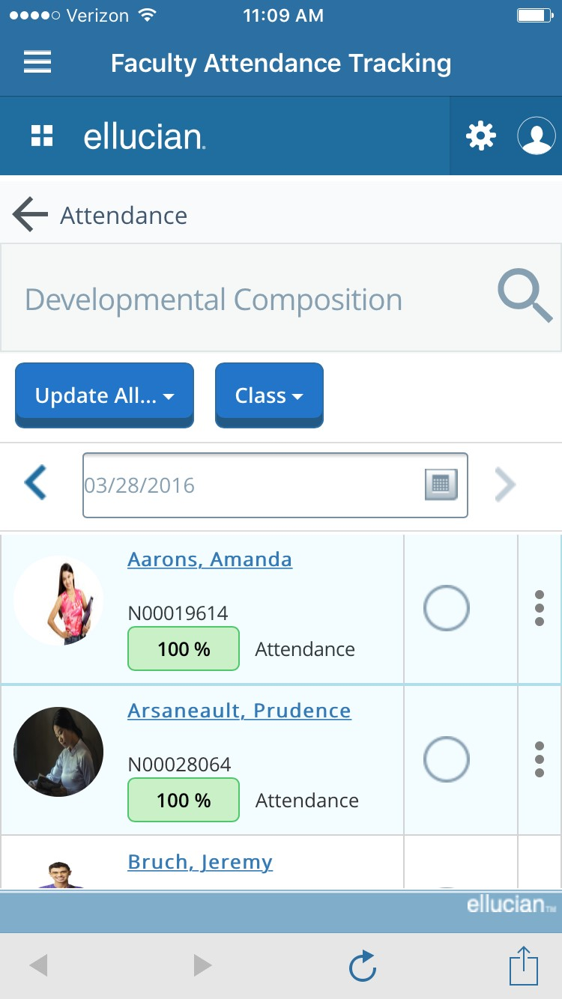 Verizon 11:09 AM
Faculty Attendance Tracking
ellucian.
Attendance
Developmental Composition
Update All... Class
03/28/2016
Aarons, Amanda
N00019614
100 % Attendance
Arsaneault, Prudence
N00028064
100 % Attendance
Bruch, Jeremy
ellucian™